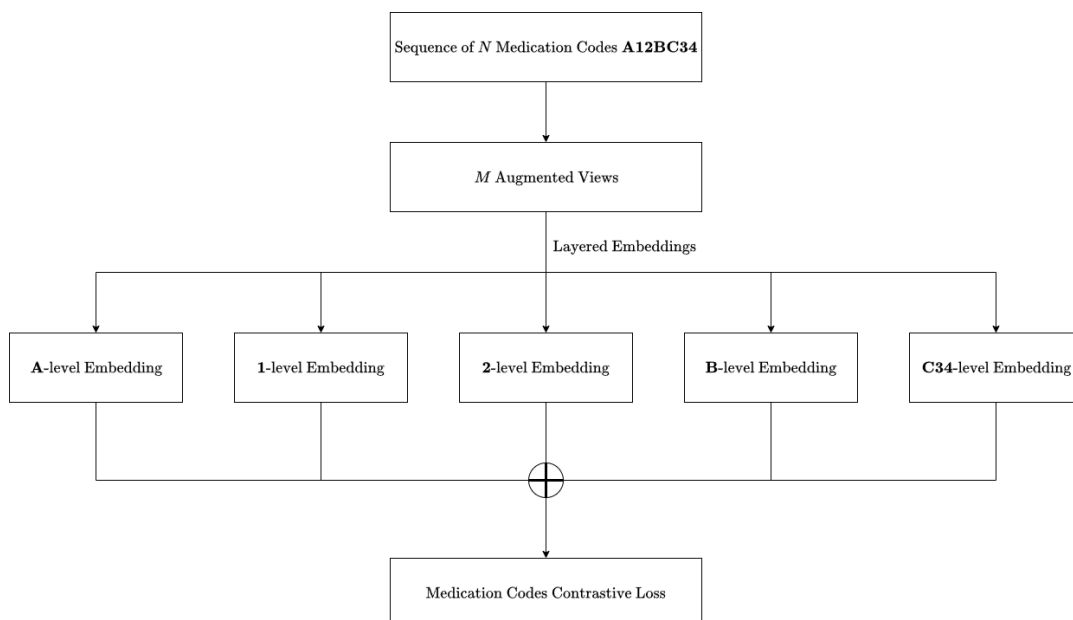 Sequence of N Medication Codes A12BC34
M Augmented Views
Layered Embeddings
A-level Embedding
1-level Embedding
2-level Embedding
B-level Embedding
C34-level Embedding
Medication Codes Contrastive Loss